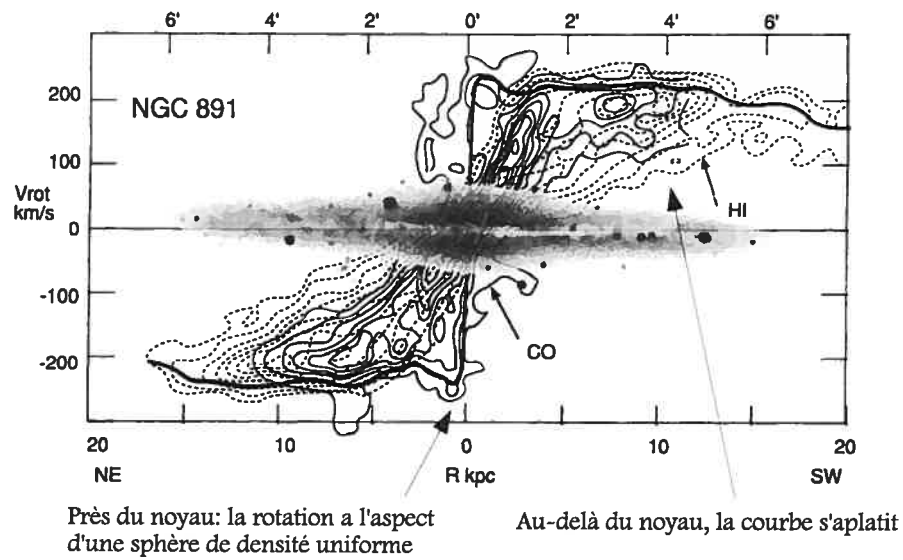 6' 4' 2' 0' 2' 4' 6'
NGC 891
200
100
Vrot
km/s
0
-100
-200
HI
CO
20 10 0 10 20
NE R kpc SW
Près du noyau: la rotation a l'aspect
d'une sphère de densité uniforme
Au-delà du noyau, la courbe s'aplatit